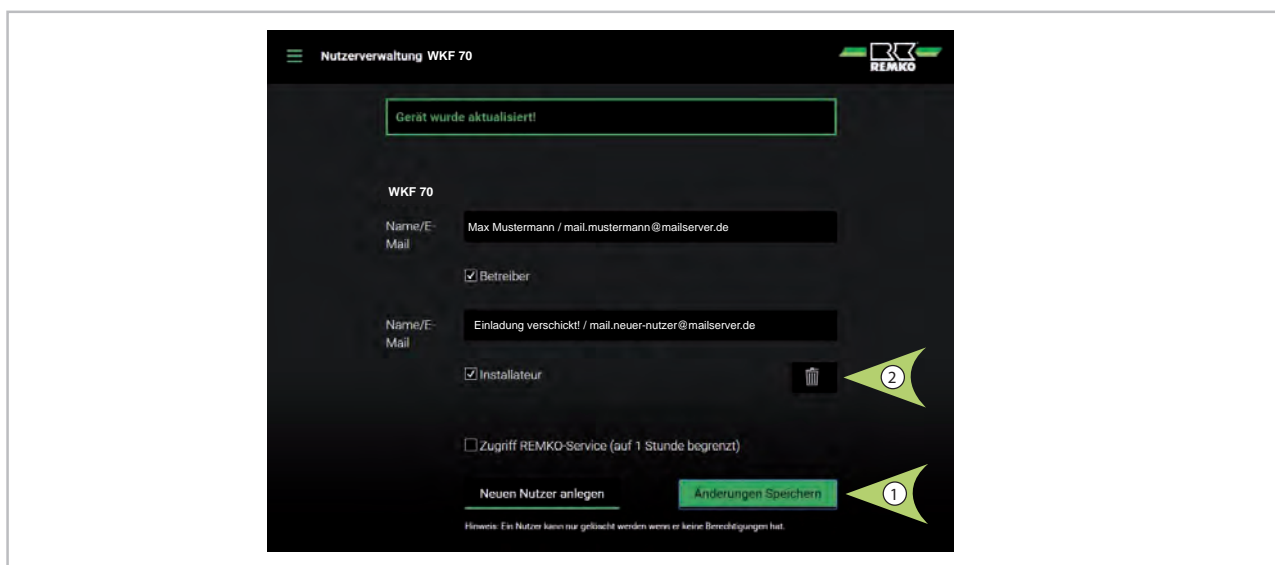 Nutzerverwaltung WKF 70
REMKO
Gerät wurde aktualisiert!
WKF 70
Name/E-
Mail
Max Mustermann / mail.mustermann@mailserver.de
Betreiber
Name/E-
Mail
Einladung verschickt! / mail.neuer-nutzer@mailserver.de
Installateur
2
Zugriff REMKO-Service (auf 1 Stunde begrenzt)
Neuen Nutzer anlegen
Änderungen Speichern
1
Hinweis: Ein Nutzer kann nur gelöscht werden wenn er keine Berechtigungen hat.